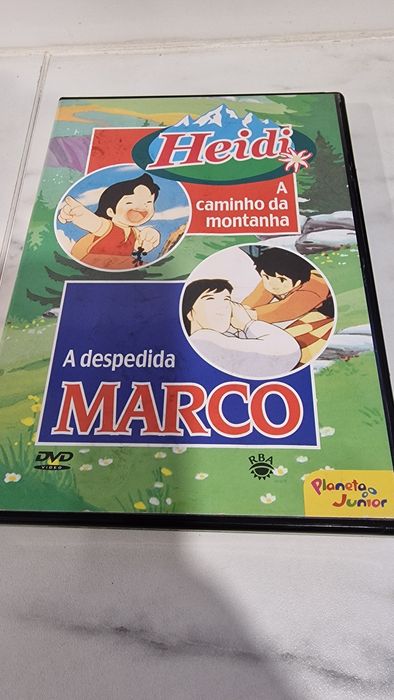 Heidi
A
caminho da
montanha
A despedida
MARCO
DVD
VIDEO
RBA
Planeta
Junior